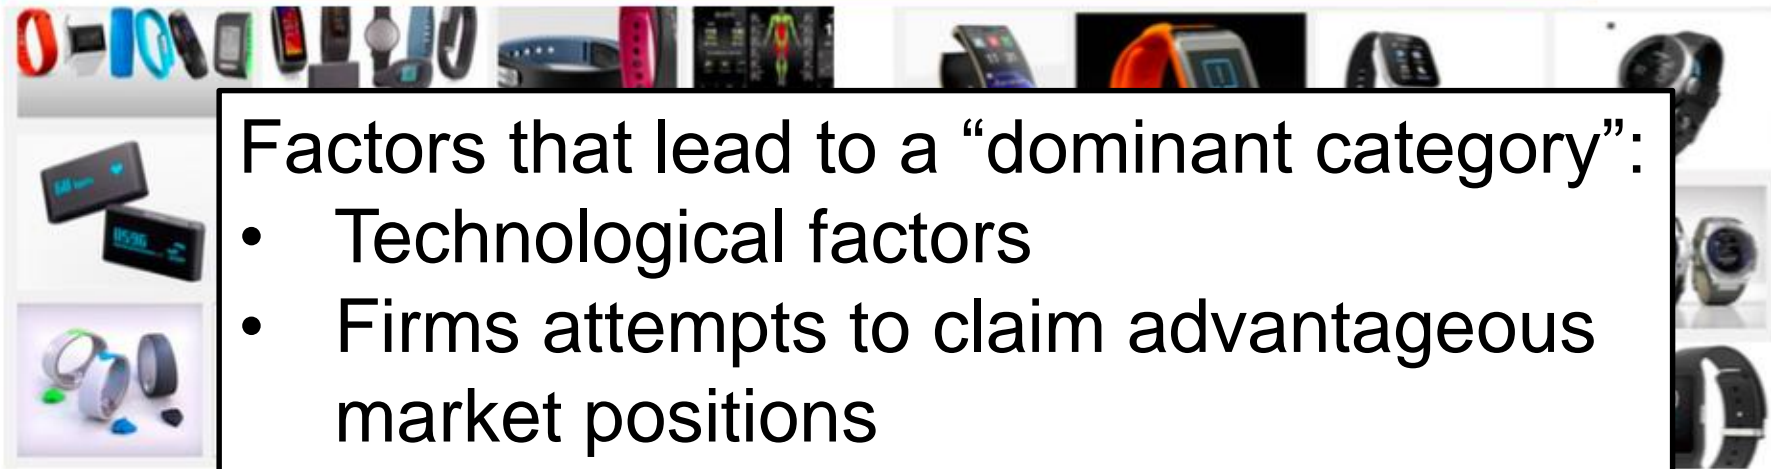 Factors that lead to a “dominant category”:
• Technological factors
• Firms attempts to claim advantageous
market positions